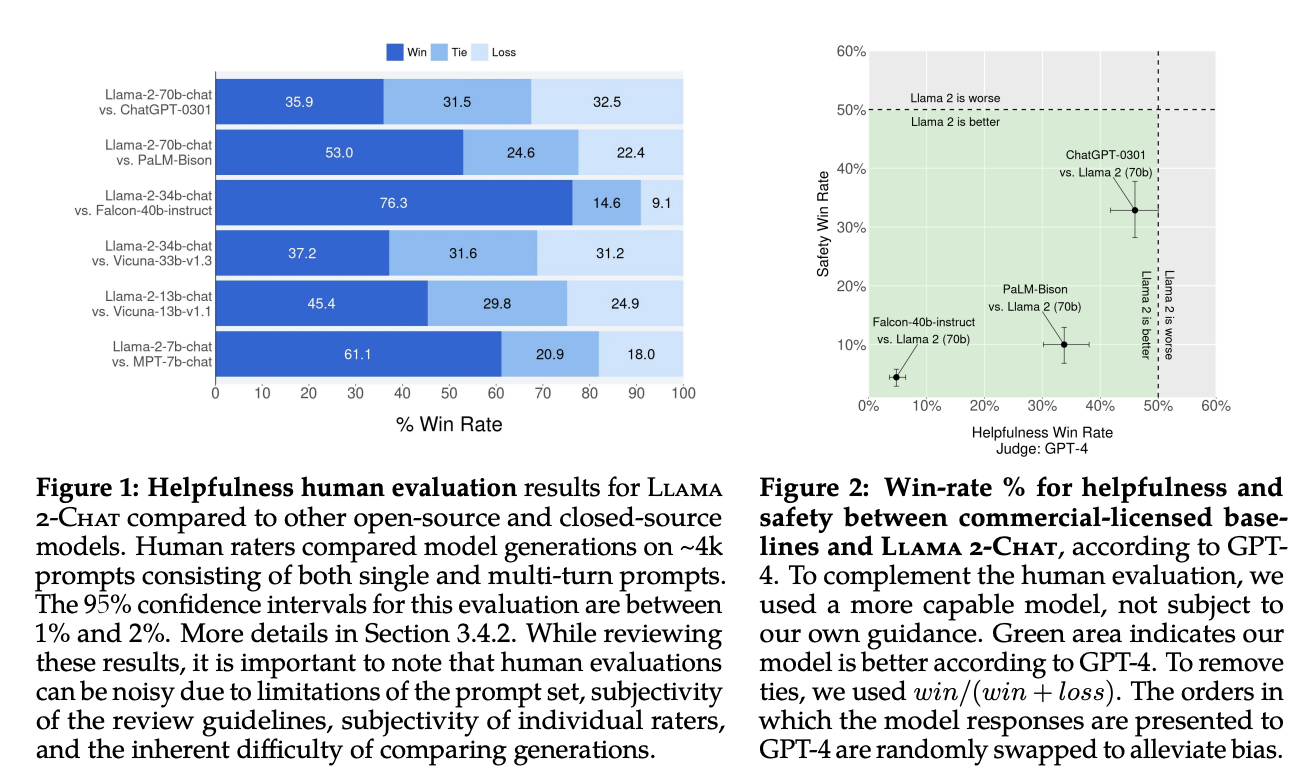 Win Tie Loss
Llama-2-70b-chat
vs. ChatGPT-0301
35.9 31.5 32.5
Llama-2-70b-chat
vs. PaLM-Bison
53.0 24.6 22.4
Llama-2-34b-chat
vs. Falcon-40b-instruct
76.3 14.6 9.1
Llama-2-34b-chat
vs. Vicuna-33b-v1.3
37.2 31.6 31.2
Llama-2-13b-chat
vs. Vicuna-13b-v1.1
45.4 29.8 24.9
Llama-2-7b-chat
vs. MPT-7b-chat
61.1 20.9 18.0
0 10 20 30 40 50 60 70 80 90 100
% Win Rate
Figure 1: Helpfulness human evaluation results for LLAMA
2-CHAT compared to other open-source and closed-source
models. Human raters compared model generations on ~4k
prompts consisting of both single and multi-turn prompts.
The 95% confidence intervals for this evaluation are between
1% and 2%. More details in Section 3.4.2. While reviewing
these results, it is important to note that human evaluations
can be noisy due to limitations of the prompt set, subjectivity
of the review guidelines, subjectivity of individual raters,
and the inherent difficulty of comparing generations.
60%
50%
40%
30%
20%
10%
Safety Win Rate
Llama 2 is worse
Llama 2 is better
ChatGPT-0301
vs. Llama 2 (70b)
PaLM-Bison
vs. Llama 2 (70b)
Falcon-40b-instruct
vs. Llama 2 (70b)
Llama 2 is better
Llama 2 is worse
0% 10% 20% 30% 40% 50% 60%
Helpfulness Win Rate
Judge: GPT-4
Figure 2: Win-rate % for helpfulness and
safety between commercial-licensed base-
lines and LLAMA 2-CHAT, according to GPT-
4. To complement the human evaluation, we
used a more capable model, not subject to
our own guidance. Green area indicates our
model is better according to GPT-4. To remove
ties, we used win/(win + loss). The orders in
which the model responses are presented to
GPT-4 are randomly swapped to alleviate bias.